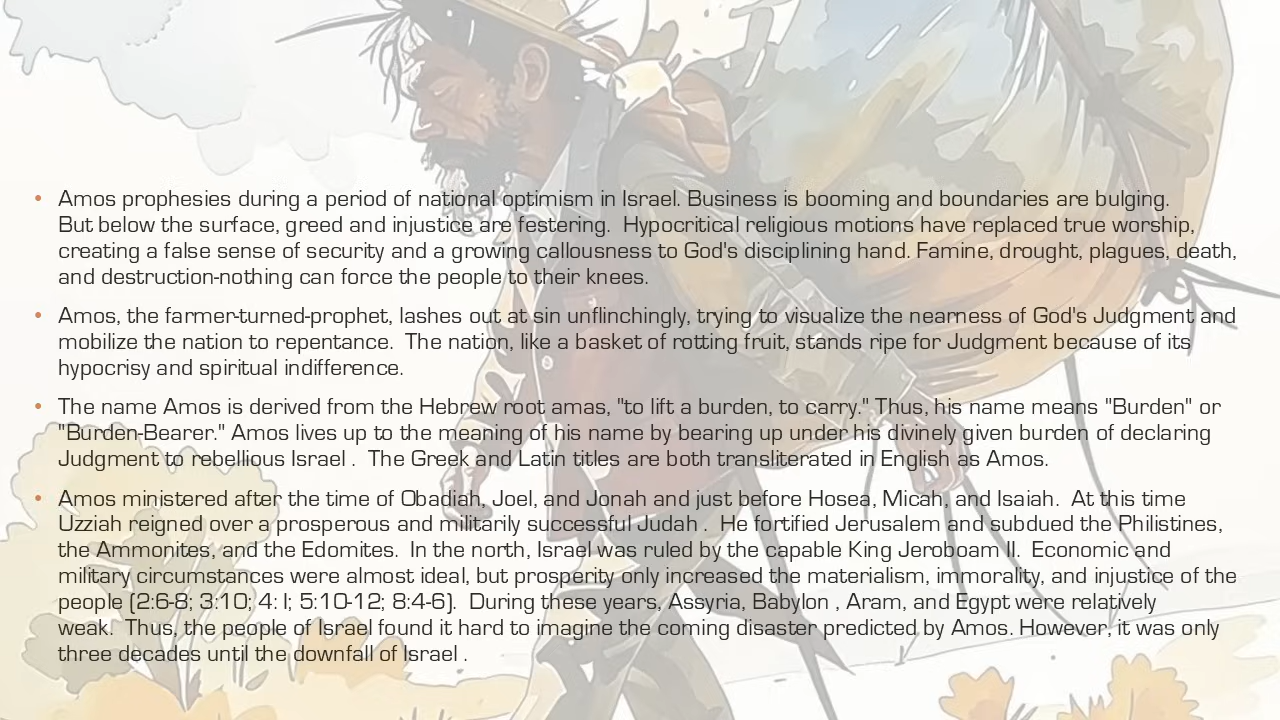 • Amos prophesies during a period of national optimism in Israel. Business is booming and boundaries are bulging.
But below the surface, greed and injustice are festering.  Hypocritical religious motions have replaced true worship,
creating a false sense of security and a growing callousness to God's disciplining hand. Famine, drought, plagues, death,
and destruction-nothing can force the people to their knees.
• Amos, the farmer-turned-prophet, lashes out at sin unflinchingly, trying to visualize the nearness of God's Judgment and
mobilize the nation to repentance.  The nation, like a basket of rotting fruit, stands ripe for Judgment because of its
hypocrisy and spiritual indifference.
• The name Amos is derived from the Hebrew root amas, "to lift a burden, to carry." Thus, his name means "Burden" or
"Burden-Bearer." Amos lives up to the meaning of his name by bearing up under his divinely given burden of declaring
Judgment to rebellious Israel .  The Greek and Latin titles are both transliterated in English as Amos.
• Amos ministered after the time of Obadiah, Joel, and Jonah and just before Hosea, Micah, and Isaiah.  At this time
Uzziah reigned over a prosperous and militarily successful Judah .  He fortified Jerusalem and subdued the Philistines,
the Ammonites, and the Edomites.  In the north, Israel was ruled by the capable King Jeroboam II.  Economic and
military circumstances were almost ideal, but prosperity only increased the materialism, immorality, and injustice of the
people (2:6-8; 3:10; 4: l; 5:10-12; 8:4-6).  During these years, Assyria, Babylon , Aram, and Egypt were relatively
weak.  Thus, the people of Israel found it hard to imagine the coming disaster predicted by Amos. However, it was only
three decades until the downfall of Israel .